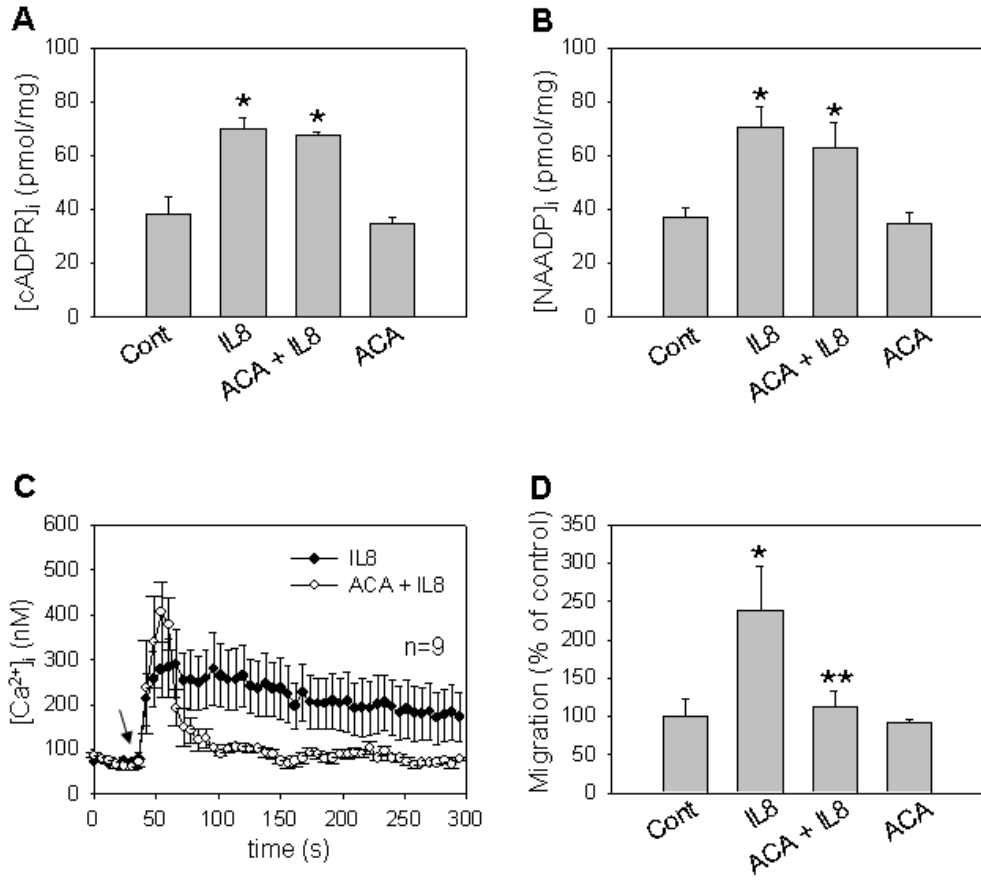 A
[cADPR]i (pmol/mg)
100
80
60
40
20
0
*
*
Cont
IL8
ACA + IL8
ACA
B
[NAADP]i (pmol/mg)
100
80
60
40
20
0
*
*
Cont
IL8
ACA + IL8
ACA
C
[Ca²⁺]i (nM)
600
500
400
300
200
100
0
IL8
ACA + IL8
n=9
0 50 100 150 200 250 300
time (s)
D
Migration (% of control)
350
300
250
200
150
100
50
0
*
**
Cont
IL8
ACA + IL8
ACA